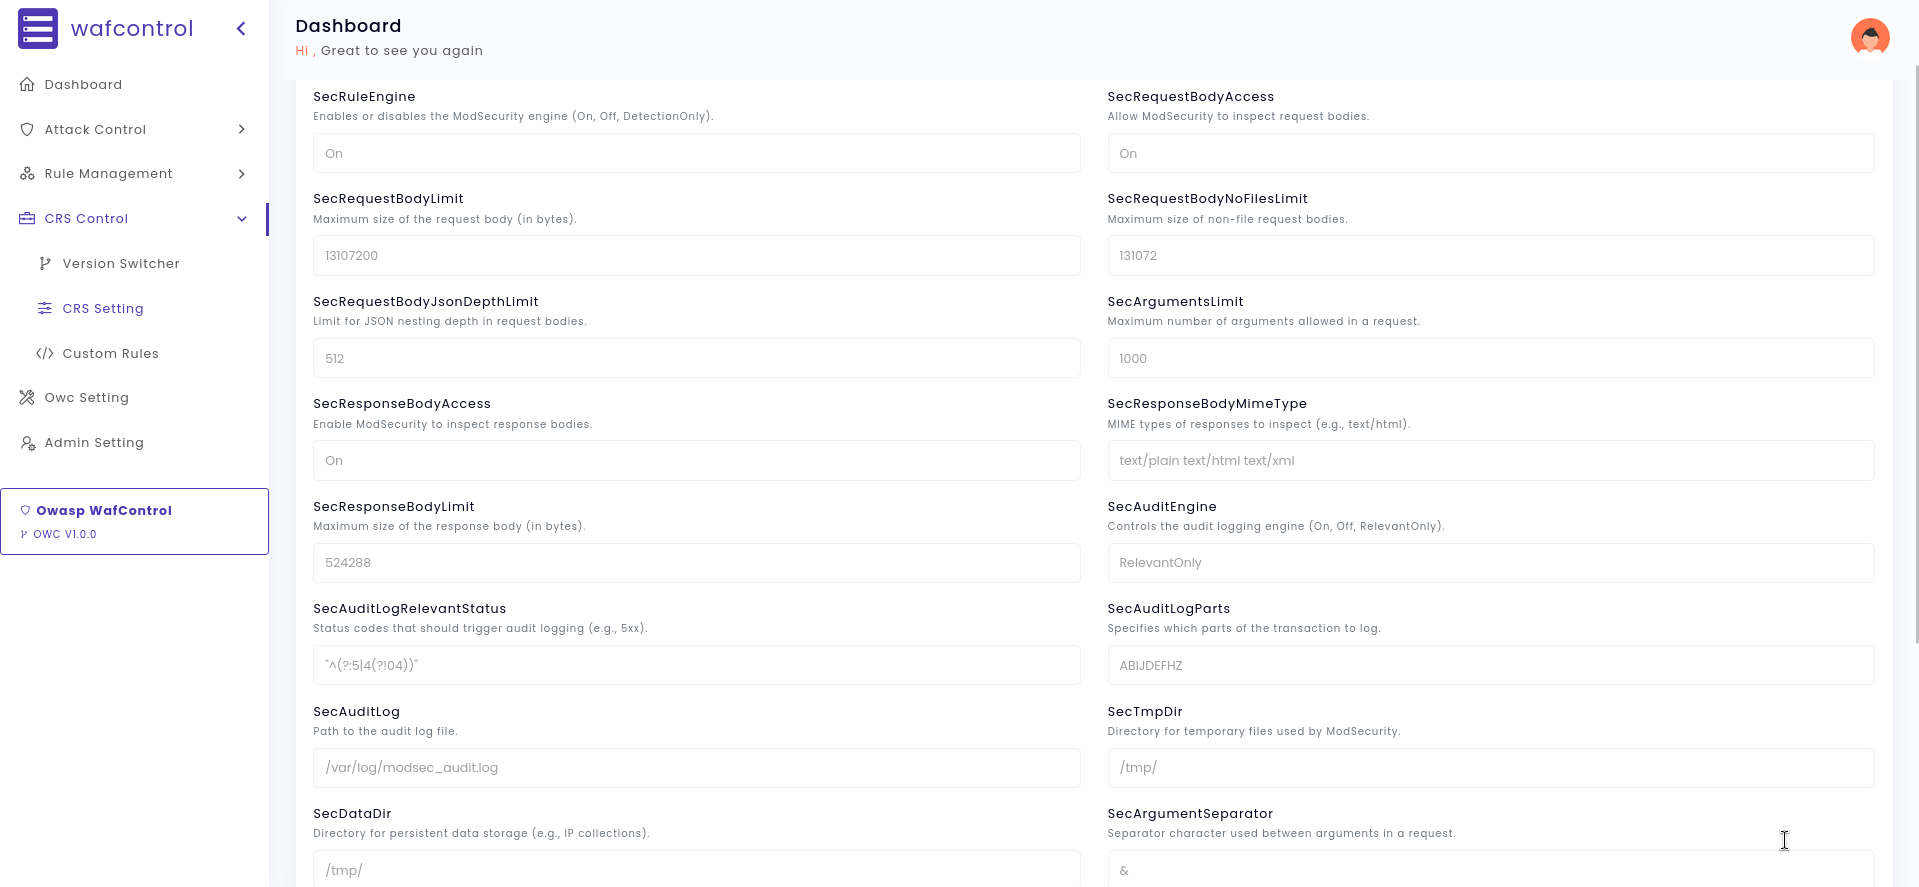 wafcontrol
Dashboard
Attack Control
Rule Management
CRS Control
Version Switcher
CRS Setting
Custom Rules
Owc Setting
Admin Setting
Owasp WafControl
OWC V1.0.0
Dashboard
Hi , Great to see you again
SecRuleEngine
Enables or disables the ModSecurity engine (On, Off, DetectionOnly).
On
SecRequestBodyAccess
Allow ModSecurity to inspect request bodies.
On
SecRequestBodyLimit
Maximum size of the request body (in bytes).
13107200
SecRequestBodyNoFilesLimit
Maximum size of non-file request bodies.
131072
SecRequestBodyJsonDepthLimit
Limit for JSON nesting depth in request bodies.
512
SecArgumentsLimit
Maximum number of arguments allowed in a request.
1000
SecResponseBodyAccess
Enable ModSecurity to inspect response bodies.
On
SecResponseBodyMimeType
MIME types of responses to inspect (e.g., text/html).
text/plain text/html text/xml
SecResponseBodyLimit
Maximum size of the response body (in bytes).
524288
SecAuditEngine
Controls the audit logging engine (On, Off, RelevantOnly).
RelevantOnly
SecAuditLogRelevantStatus
Status codes that should trigger audit logging (e.g., 5xx).
"^(?:5|4(?!04))"
SecAuditLogParts
Specifies which parts of the transaction to log.
ABIJDEFHZ
SecAuditLog
Path to the audit log file.
/var/log/modsec_audit.log
SecTmpDir
Directory for temporary files used by ModSecurity.
/tmp/
SecDataDir
Directory for persistent data storage (e.g., IP collections).
/tmp/
SecArgumentSeparator
Separator character used between arguments in a request.
&